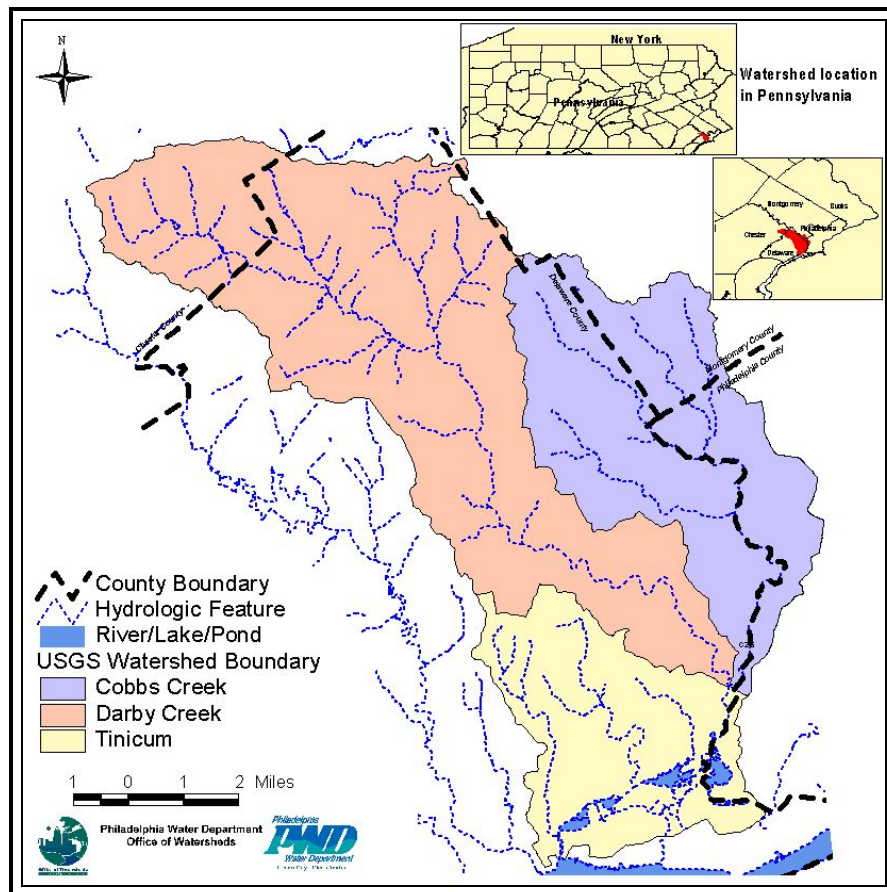 N
New York
Pennsylvania
Watershed location
in Pennsylvania
Montgomery
Bucks
Chester
Philadelphia
Delaware
Chester County
Delaware County
Montgomery County
Philadelphia County
County Boundary
Hydrologic Feature
River/Lake/Pond
USGS Watershed Boundary
Cobbs Creek
Darby Creek
Tinicum
1 0 1 2 Miles
Philadelphia Water Department
Office of Watersheds
Philadelphia
PWD
Water Department